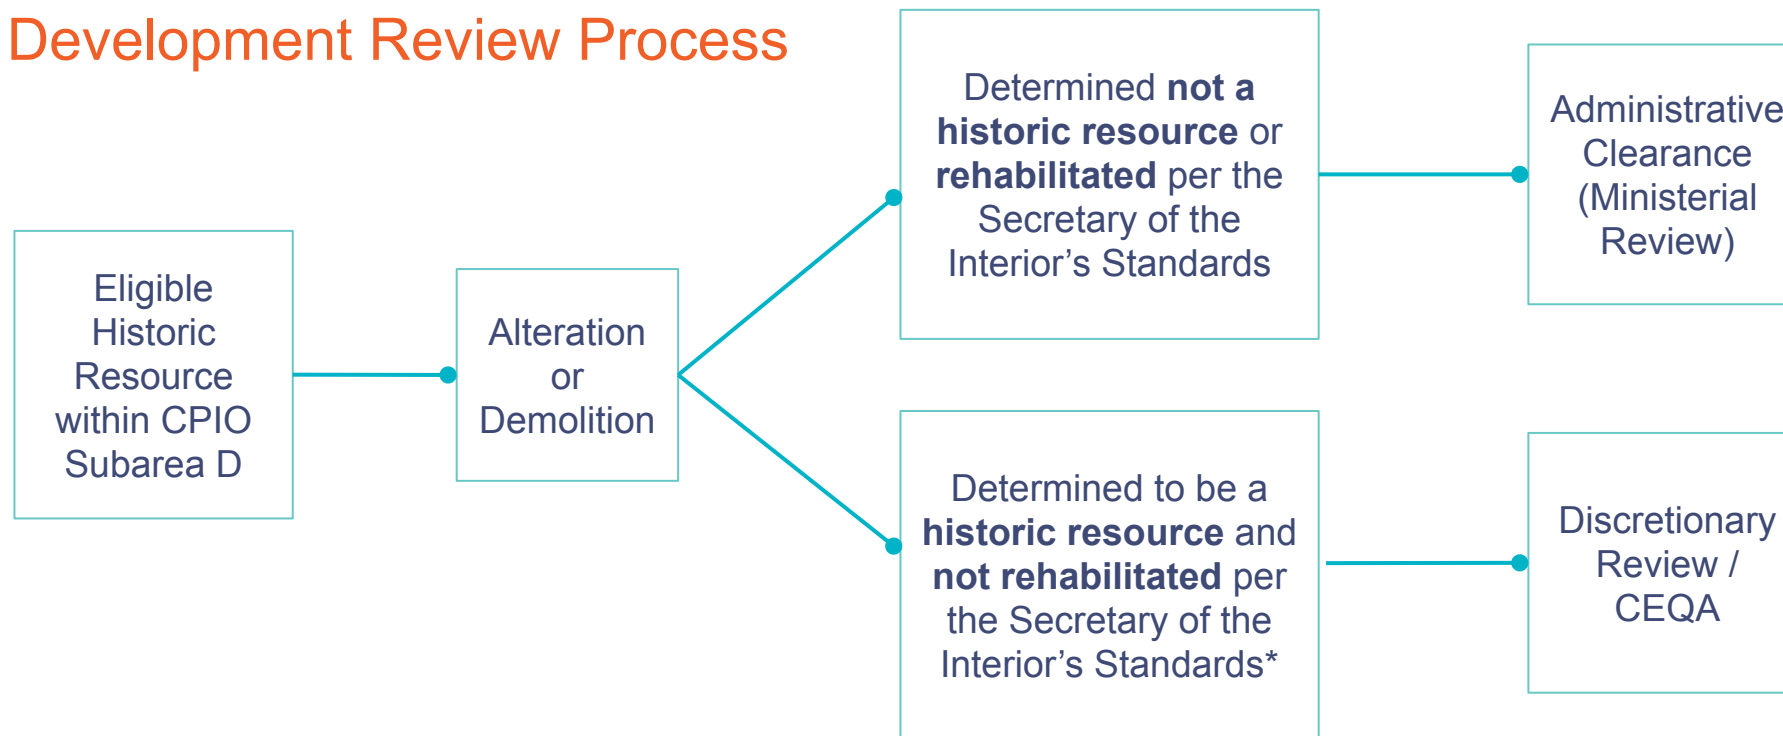 Development Review Process
Eligible
Historic
Resource
within CPIO
Subarea D
Alteration
or
Demolition
Determined not a
historic resource or
rehabilitated per the
Secretary of the
Interior’s Standards
Administrative
Clearance
(Ministerial
Review)
Determined to be a
historic resource and
not rehabilitated per
the Secretary of the
Interior’s Standards*
Discretionary
Review /
CEQA